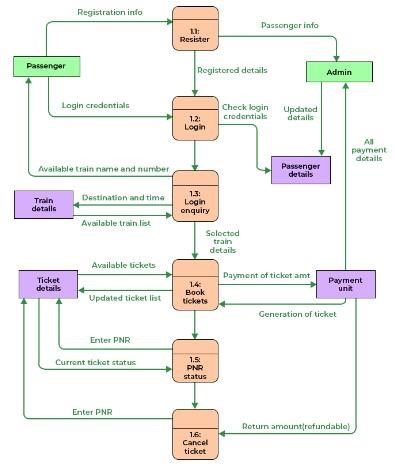 Registration info
1.1:
Register
Passenger info
Passenger
Admin
Registered details
Login credentials
Check login
credentials
Updated
details
1.2:
Login
All
payment
details
Available train name and number
Passenger
details
1.3:
Login
enquiry
Train
details
Destination and time
Available train list
Selected
train
details
Available tickets
Ticket
details
Updated ticket list
1.4:
Book
tickets
Payment of ticket amt
Payment
unit
Generation of ticket
Enter PNR
Current ticket status
1.5:
PNR
status
Enter PNR
1.6:
Cancel
ticket
Return amount(refundable)